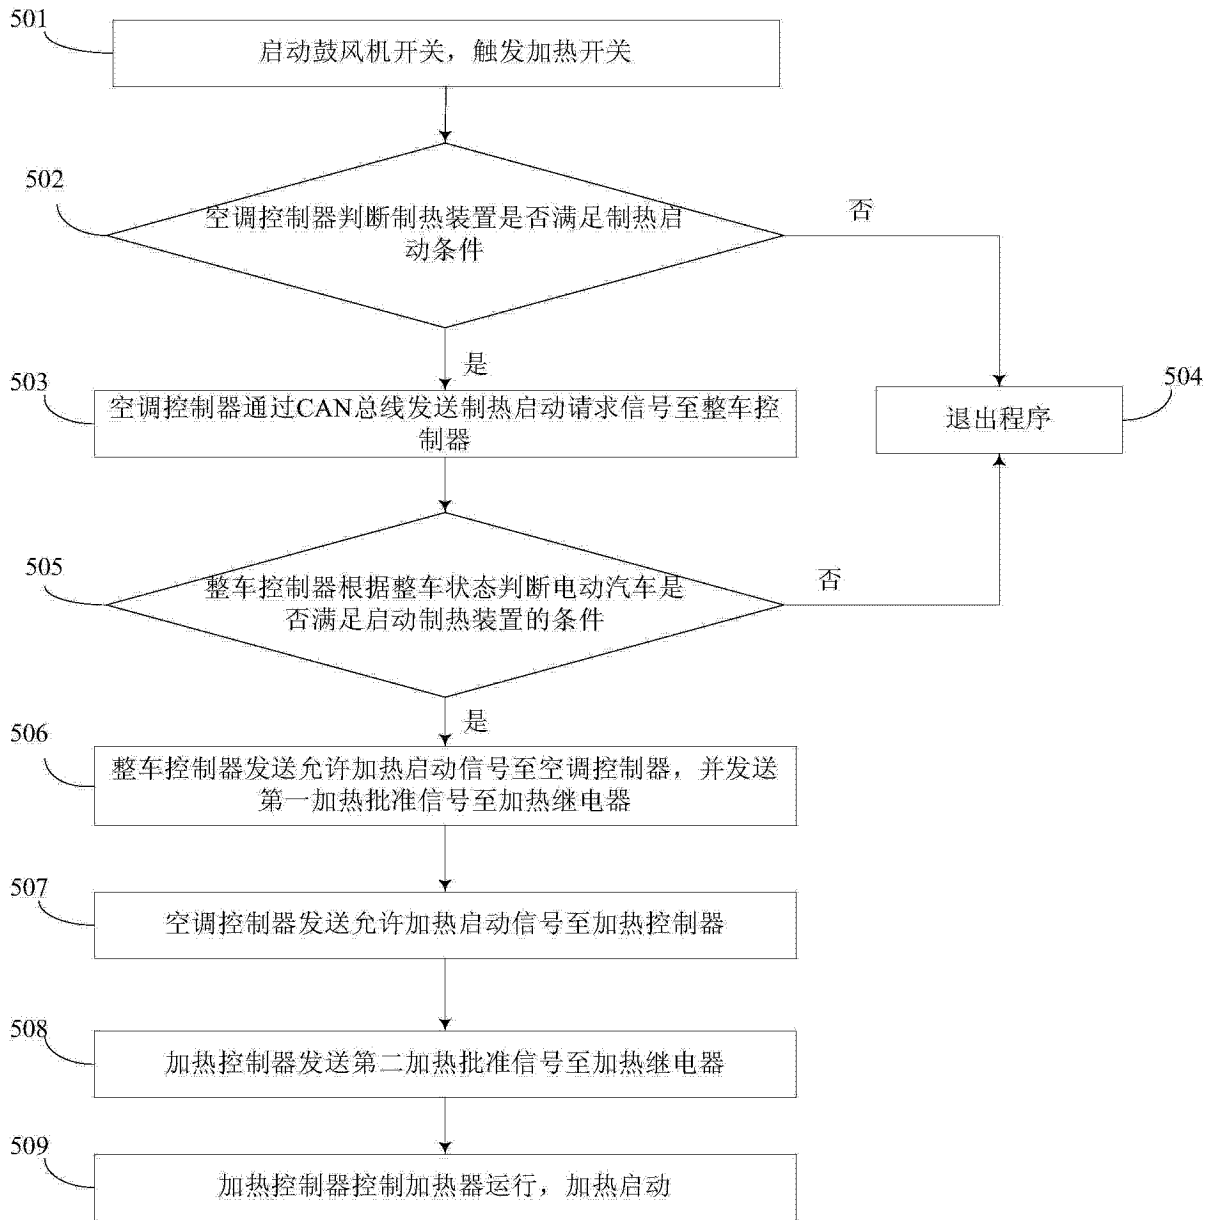 501
启动鼓风机开关，触发加热开关
502
空调控制器判断制热装置是否满足制热启
动条件
否
是
503
空调控制器通过CAN总线发送制热启动请求信号至整车控
制器
504
退出程序
505
整车控制器根据整车状态判断电动汽车是
否满足启动制热装置的条件
否
是
506
整车控制器发送允许加热启动信号至空调控制器，并发送
第一加热批准信号至加热继电器
507
空调控制器发送允许加热启动信号至加热控制器
508
加热控制器发送第二加热批准信号至加热继电器
509
加热控制器控制加热器运行，加热启动